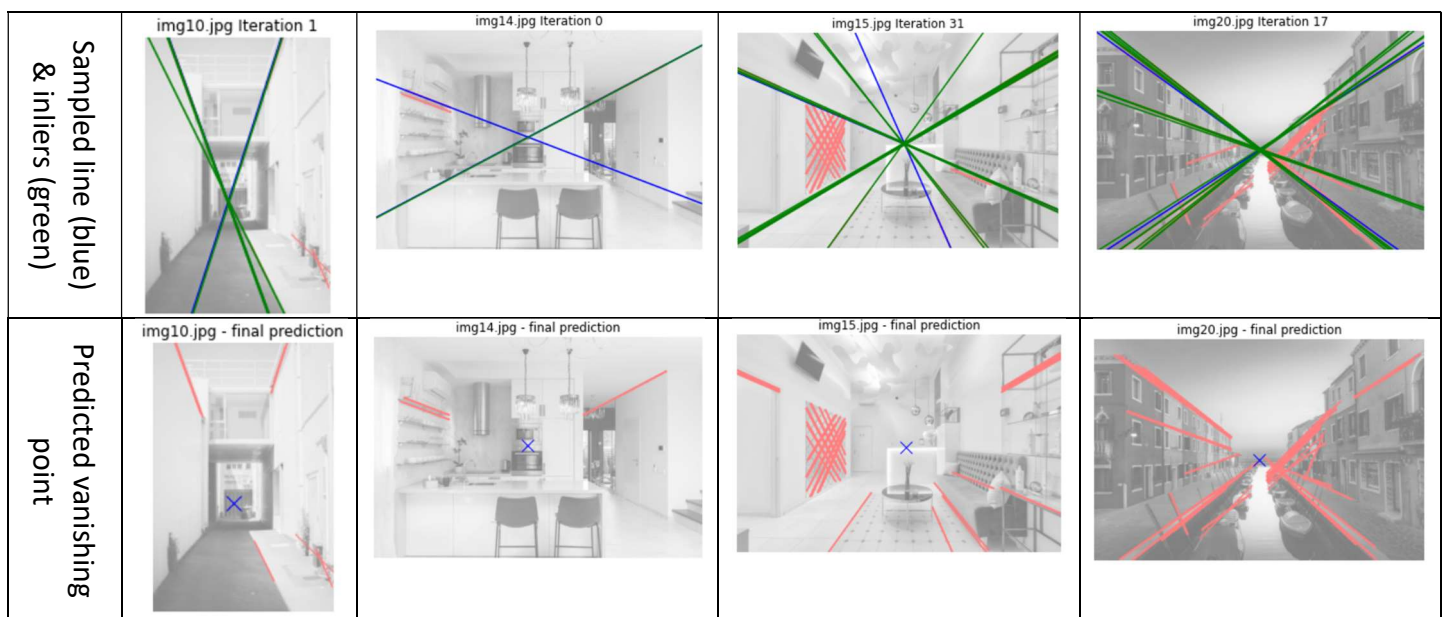 Sampled line (blue)
& inliers (green)
img10.jpg Iteration 1
img14.jpg Iteration 0
img15.jpg Iteration 31
img20.jpg Iteration 17
Predicted vanishing
point
img10.jpg - final prediction
img14.jpg - final prediction
img15.jpg - final prediction
img20.jpg - final prediction